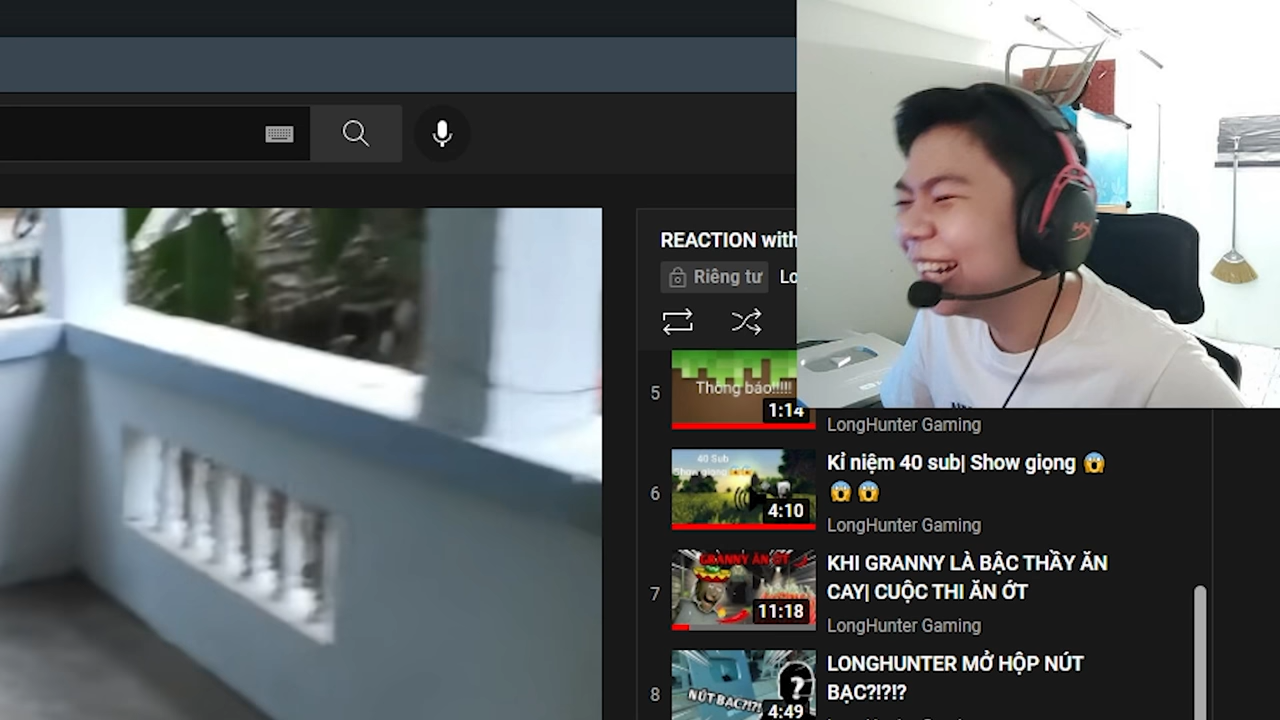 REACTION with
Riêng tư
Lo
5
Thông báo!!!!!
1:14
LongHunter Gaming
6
40 Sub
Show giọng
4:10
Kỉ niệm 40 sub| Show giọng 😱
😱😱
LongHunter Gaming
7
GRANNY ĂN ỚT
11:18
KHI GRANNY LÀ BẬC THẦY ĂN
CAY| CUỘC THI ĂN ỚT
LongHunter Gaming
8
NÚT BẠC?!?!
?
4:49
LONGHUNTER MỞ HỘP NÚT
BẠC?!?!?